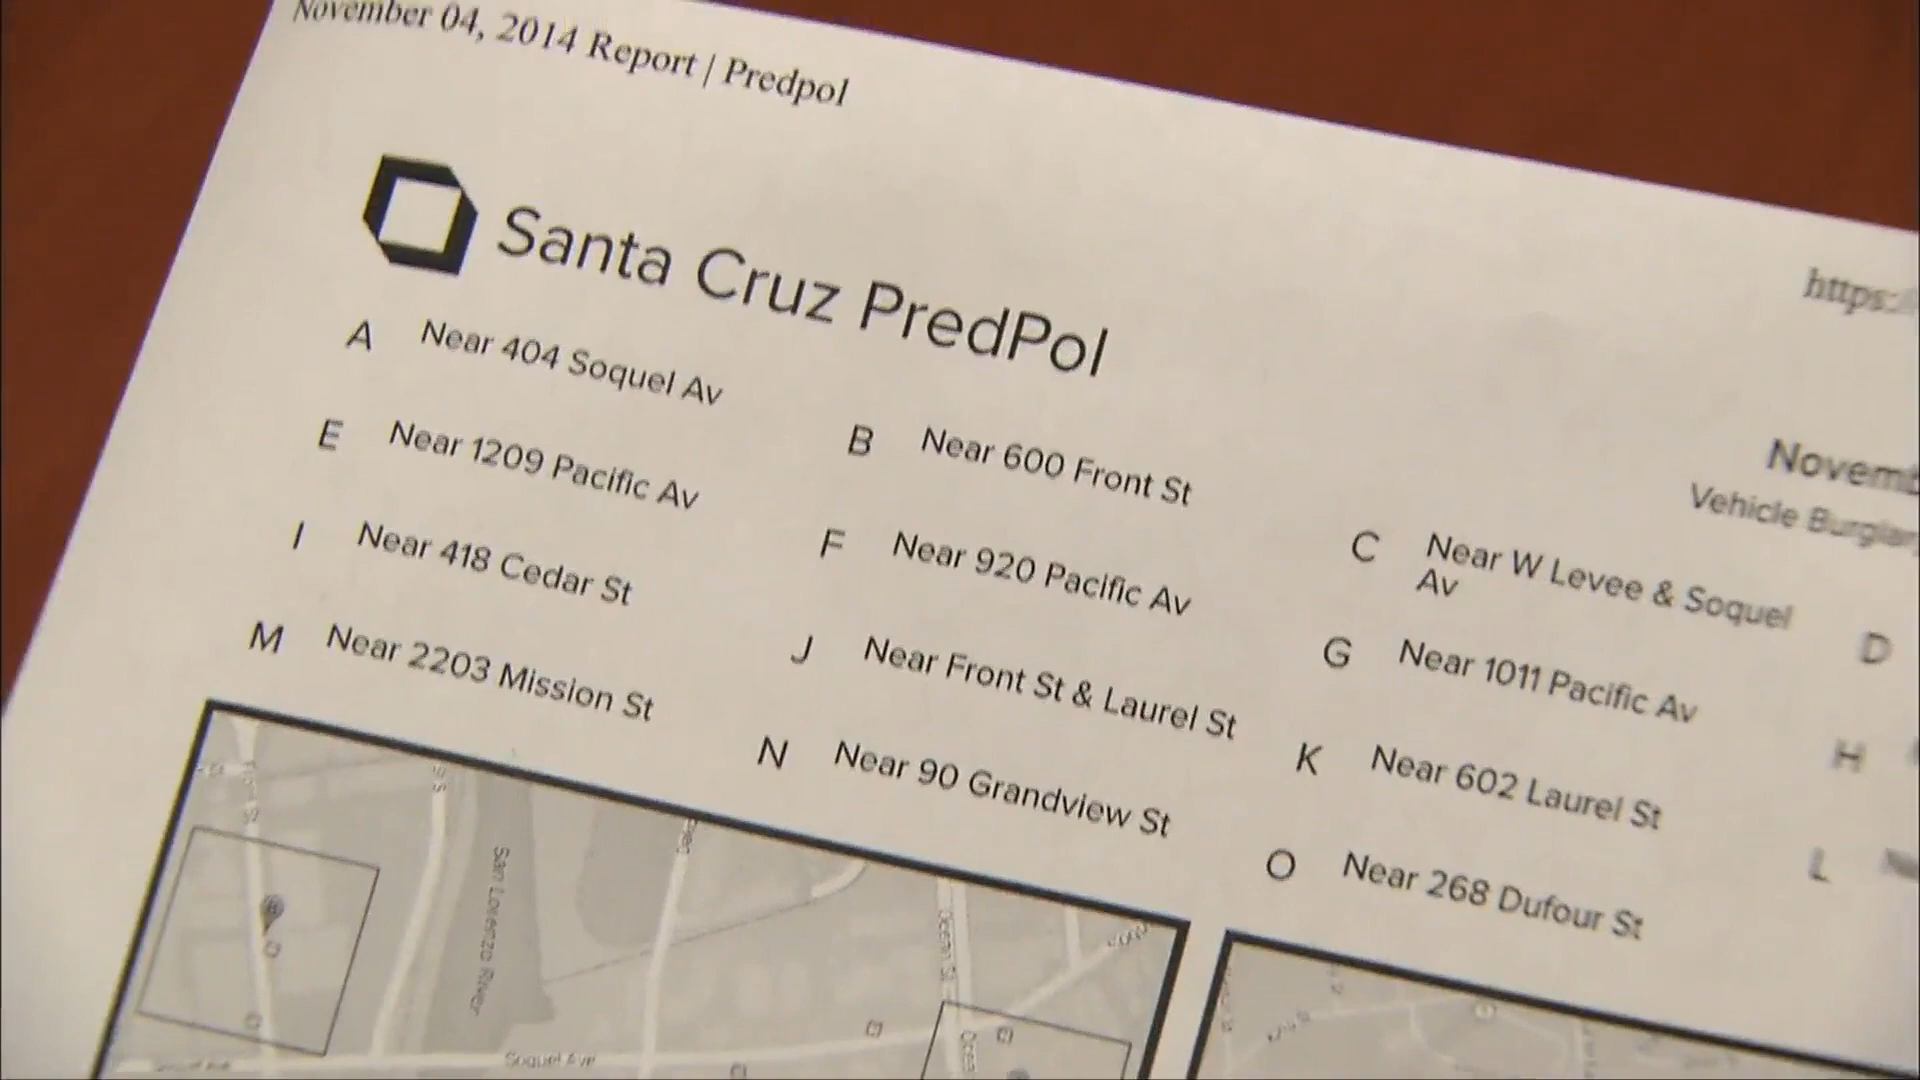 November 04, 2014 Report | Predpol
https:
Santa Cruz PredPol
Vehicle
A Near 404 Soquel Av
B Near 600 Front St
C Near W Levee & Soquel
Av
D
E Near 1209 Pacific Av
F Near 920 Pacific Av
G Near 1011 Pacific Av
H
I Near 418 Cedar St
J Near Front St & Laurel St
K Near 602 Laurel St
L
M Near 2203 Mission St
N Near 90 Grandview St
O Near 268 Dufour St
San Lorenzo River
Ocean St
Soquel Ave